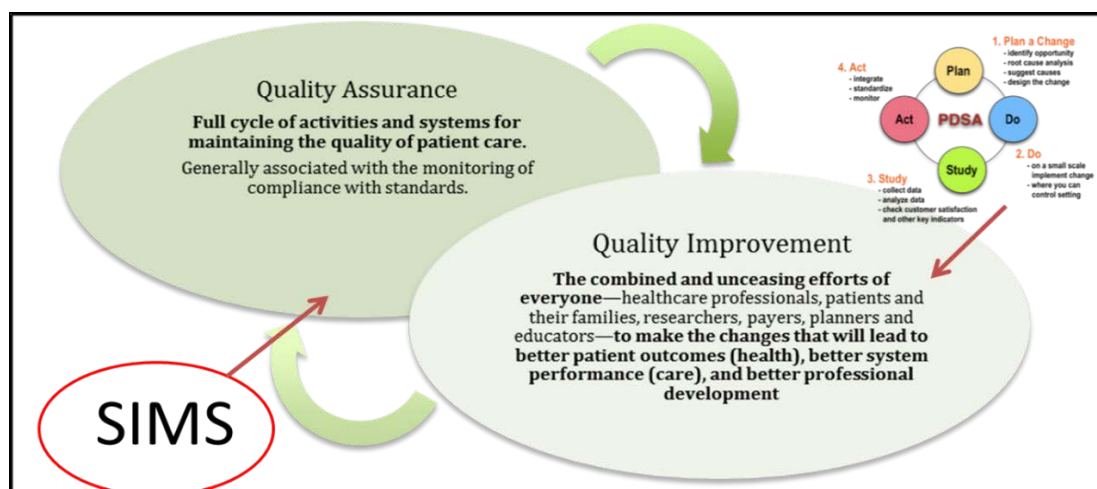 Quality Assurance
Full cycle of activities and systems for
maintaining the quality of patient care.
Generally associated with the monitoring of
compliance with standards.
1. Plan a Change
- identify opportunity
- root cause analysis
- suggest causes
- design the change
4. Act
- integrate
- standardize
- monitor
Plan
Act
PDSA
Do
Study
2. Do
- on a small scale
implement change
- where you can
control setting
3. Study
- collect data
- analyze data
- check customer satisfaction
and other key indicators
Quality Improvement
The combined and unceasing efforts of
everyone—healthcare professionals, patients and
their families, researchers, payers, planners and
educators—to make the changes that will lead to
better patient outcomes (health), better system
performance (care), and better professional
development
SIMS